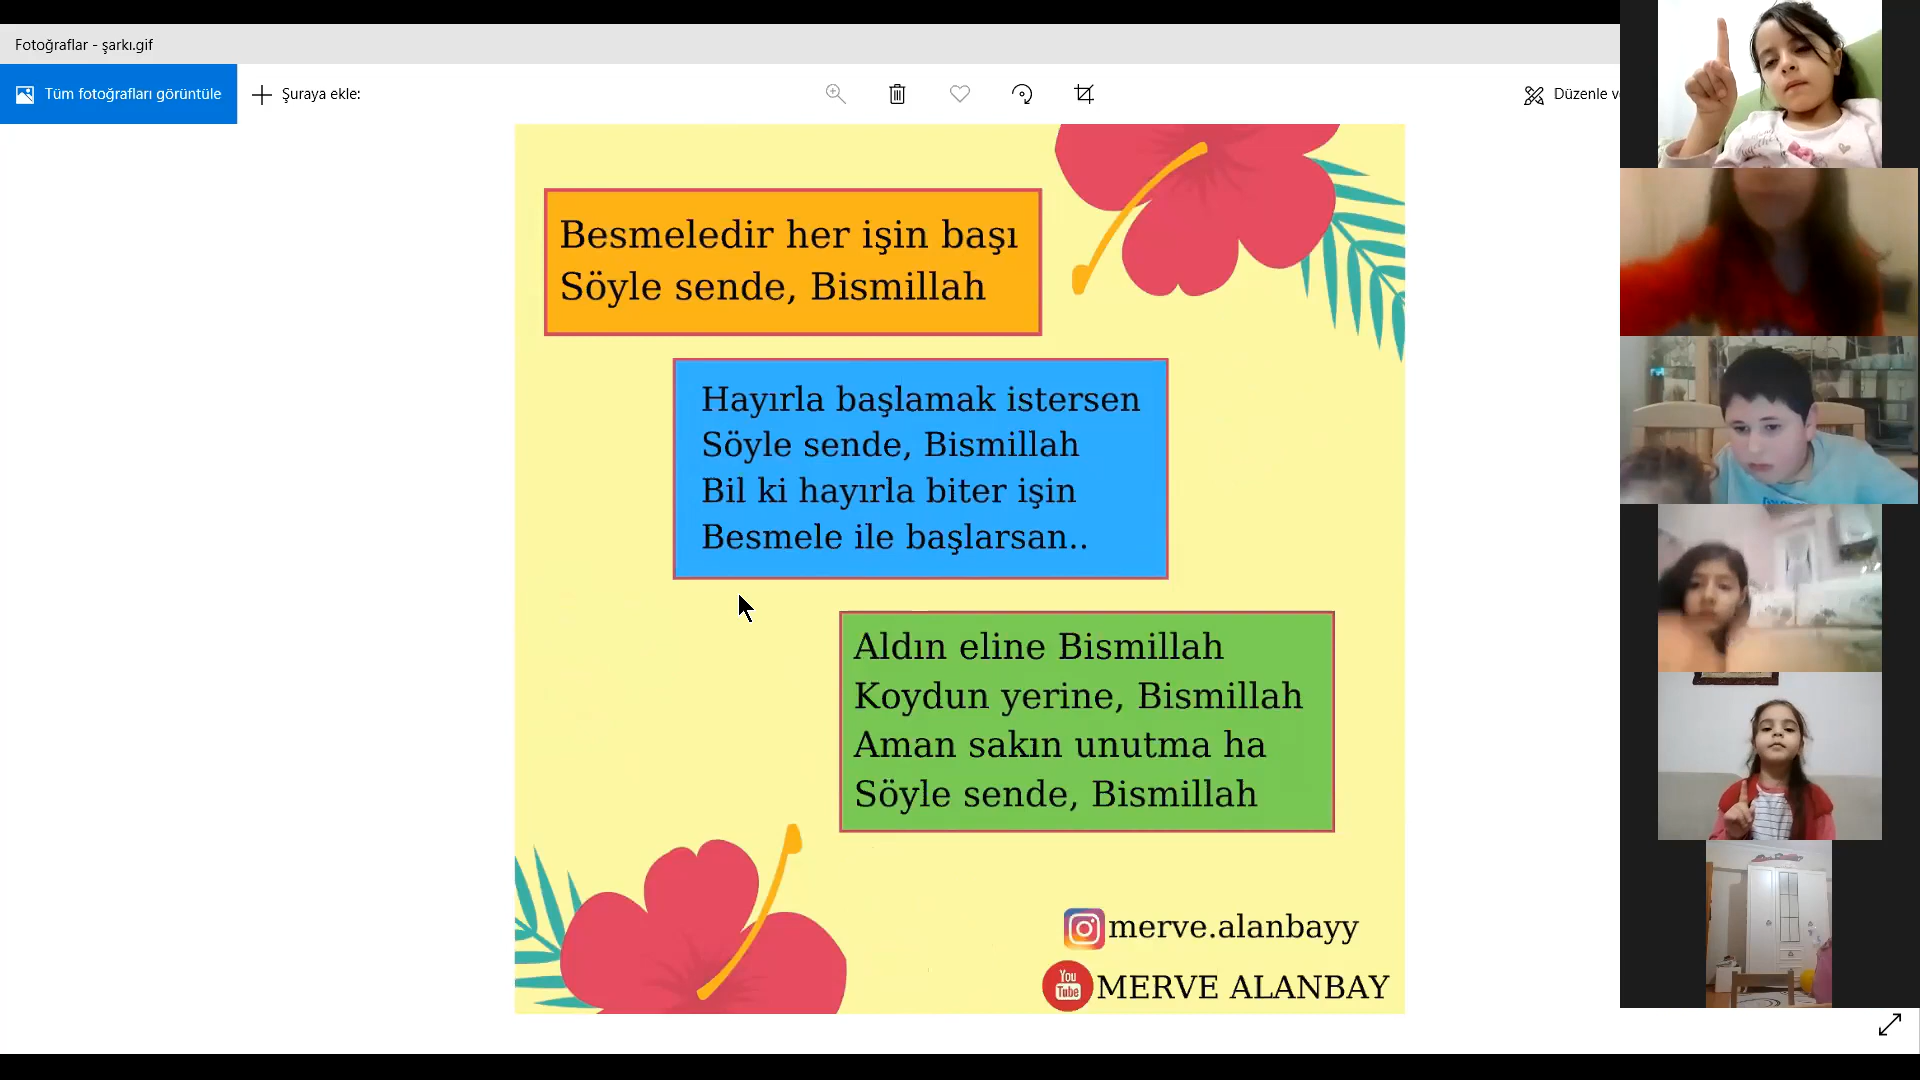 Fotoğraflar - şarkı.gif
Tüm fotoğrafları görüntüle
Şuraya ekle:
Düzenle v
Besmeledir her işin başı
Söyle sende, Bismillah
Hayırla başlamak istersen
Söyle sende, Bismillah
Bil ki hayırla biter işin
Besmele ile başlarsan..
Aldın eline Bismillah
Koydun yerine, Bismillah
Aman sakın unutma ha
Söyle sende, Bismillah
merve.alanbayy
You
Tube
MERVE ALANBAY